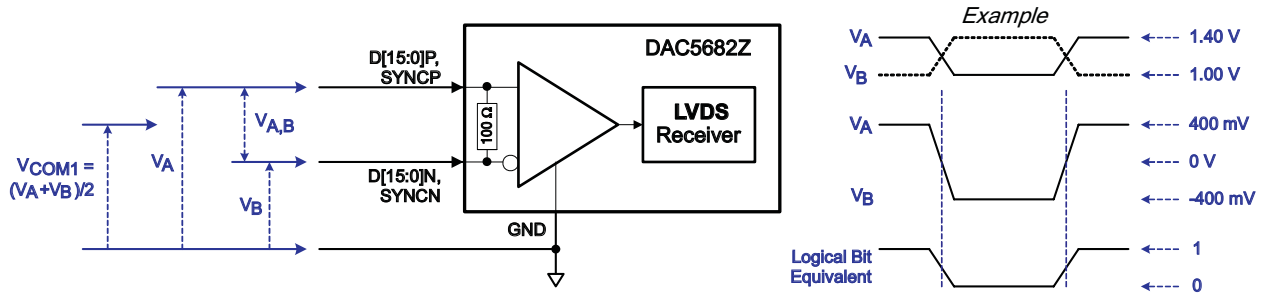 DAC5682Z
D[15:0]P,
SYNCP
100 Ω
LVDS
Receiver
D[15:0]N,
SYNCN
GND
VA,B
VA
VB
VCOM1 =
(VA+VB)/2
Example
VA
1.40 V
VB
1.00 V
VA
400 mV
0 V
VB
-400 mV
Logical Bit
Equivalent
1
0